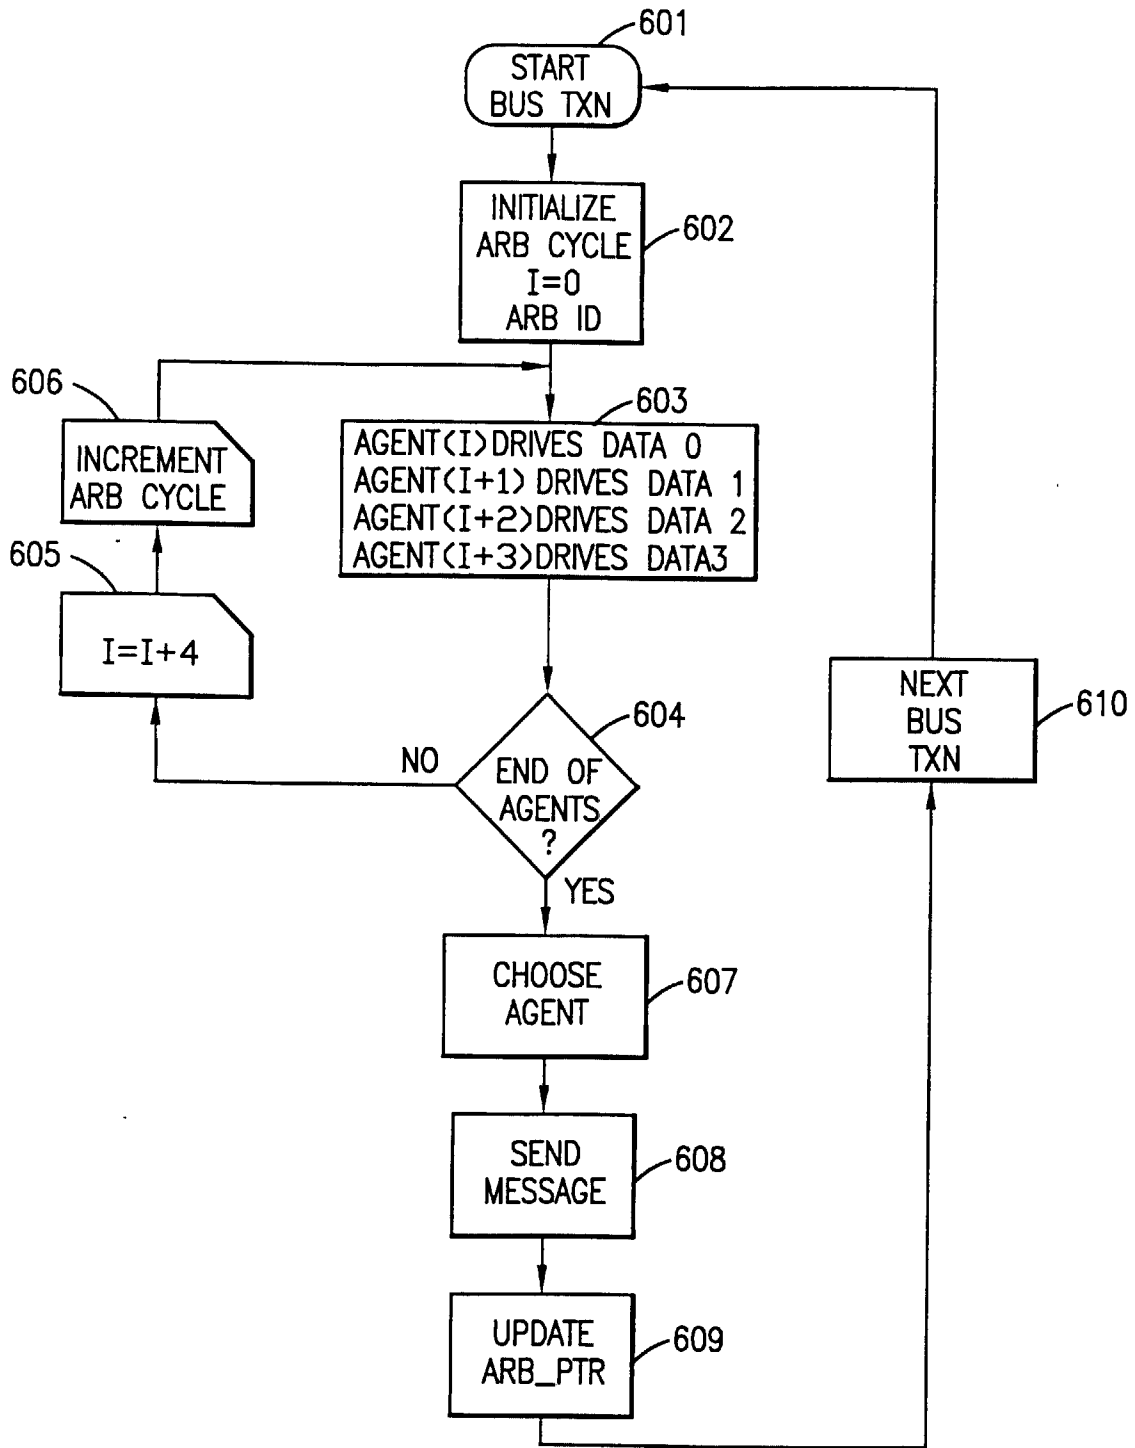 601
START
BUS TXN
INITIALIZE
ARB CYCLE
I=0
ARB ID
602
606
INCREMENT
ARB CYCLE
603
AGENT(I)DRIVES DATA 0
AGENT(I+1) DRIVES DATA 1
AGENT(I+2)DRIVES DATA 2
AGENT(I+3)DRIVES DATA3
605
I=I+4
604
END OF
AGENTS
?
NO
YES
NEXT
BUS
TXN
610
CHOOSE
AGENT
607
SEND
MESSAGE
608
UPDATE
ARB_PTR
609